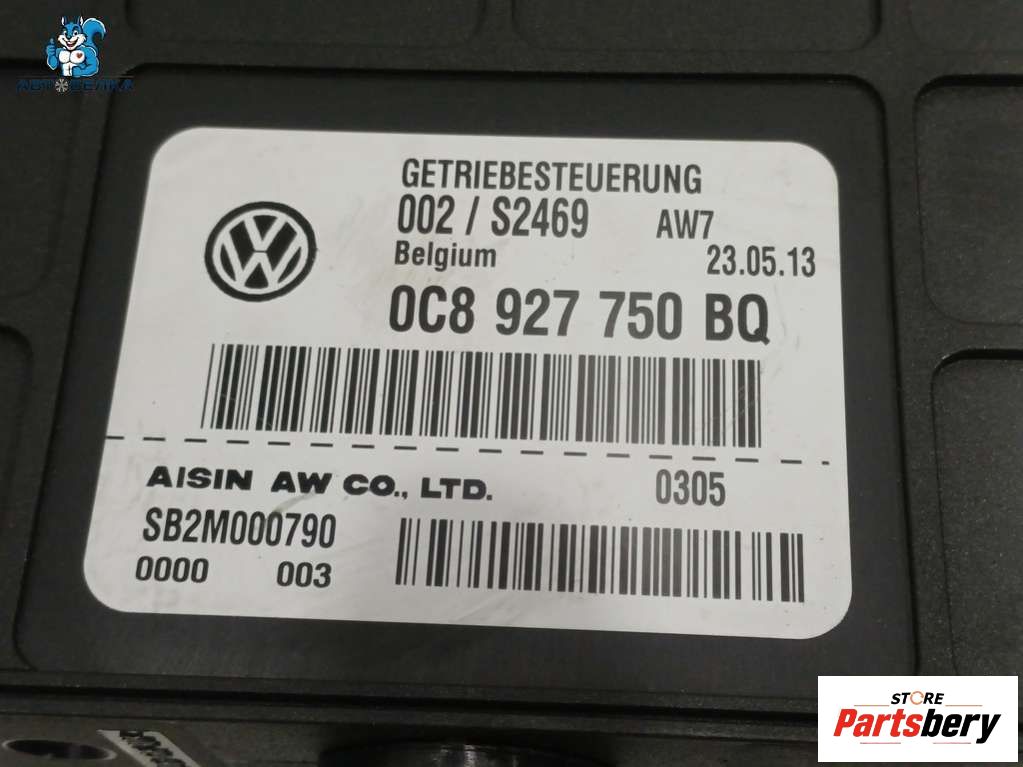 АВТОБЕЛКА
GETRIEBESTEUERUNG
002 / S2469 AW7
Belgium 23.05.13
0C8 927 750 BQ
AISIN AW CO., LTD. 0305
SB2M000790
0000 003
STORE
Partsbery